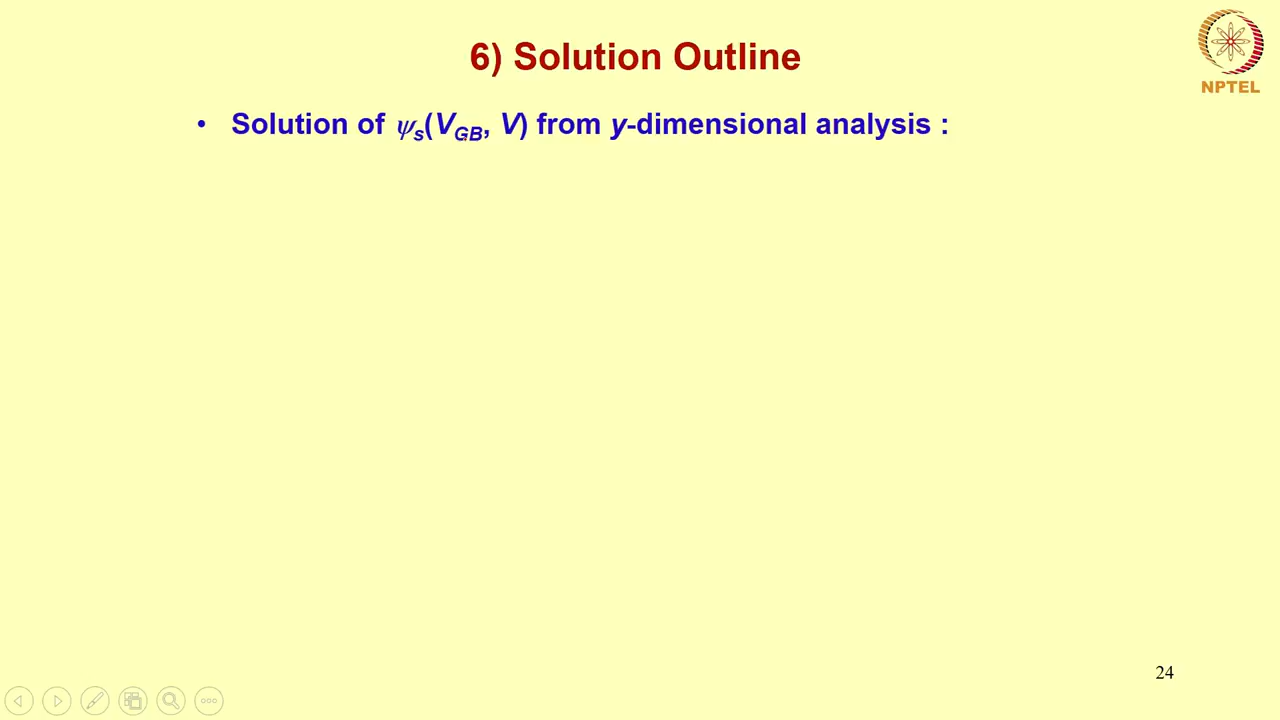 6) Solution Outline
NPTEL
• Solution of ψs(VGB, V) from y-dimensional analysis :
24